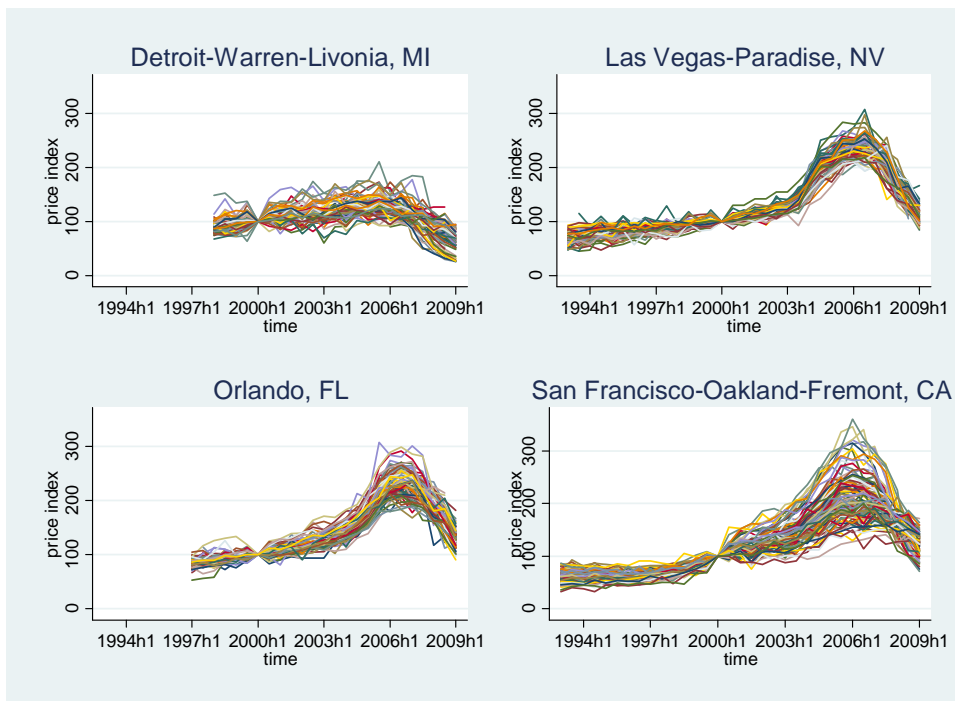 Detroit-Warren-Livonia, MI
price index
0
100
200
300
1994h1 1997h1 2000h1 2003h1 2006h1 2009h1
time
Las Vegas-Paradise, NV
price index
0
100
200
300
1994h1 1997h1 2000h1 2003h1 2006h1 2009h1
time
Orlando, FL
price index
0
100
200
300
1994h1 1997h1 2000h1 2003h1 2006h1 2009h1
time
San Francisco-Oakland-Fremont, CA
price index
0
100
200
300
1994h1 1997h1 2000h1 2003h1 2006h1 2009h1
time